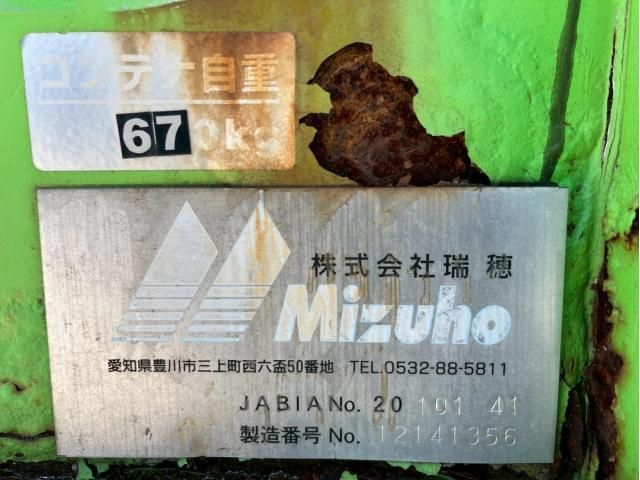 コンテナ自重
670kg
株式会社瑞穂
Mizuho
愛知県豊川市三上町西六盃50番地 TEL.0532-88-5811
JABIA No. 20 101 41
製造番号 No. 12141356